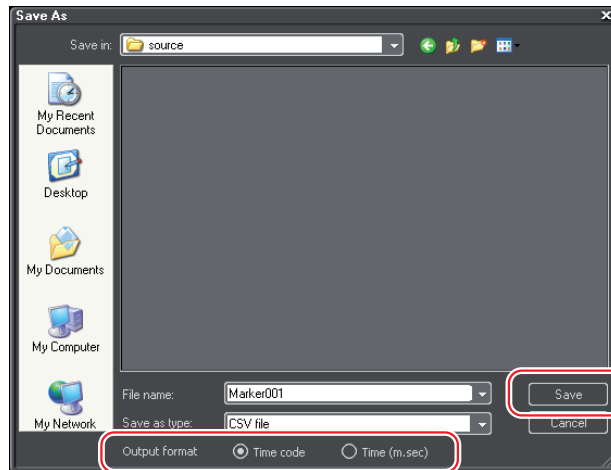 Save As
Save in:
source
My Recent
Documents
Desktop
My Documents
My Computer
My Network
File name:
Marker001
Save
Save as type:
CSV file
Cancel
Output format
Time code
Time (m.sec)